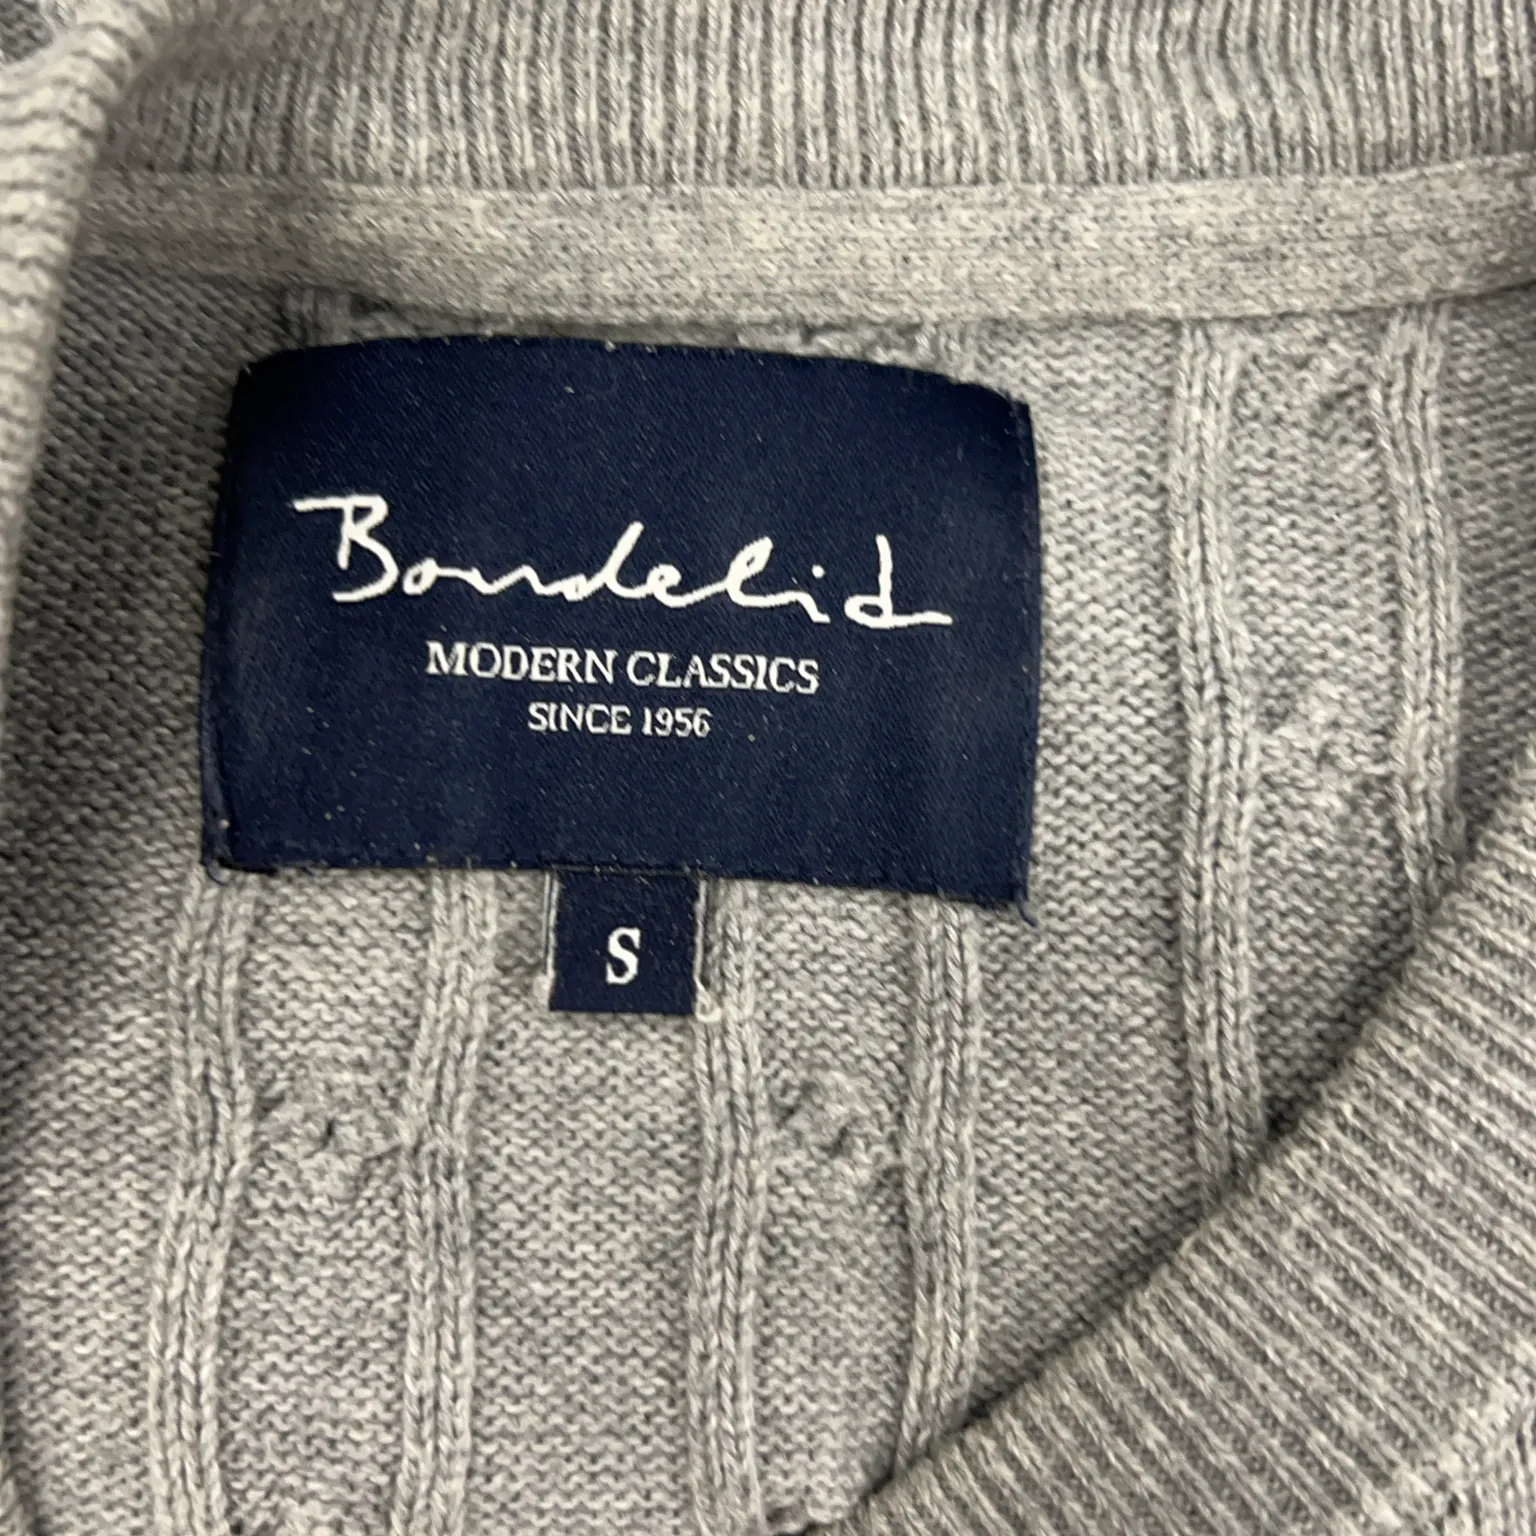 Bondelid
MODERN CLASSICS
SINCE 1956
S